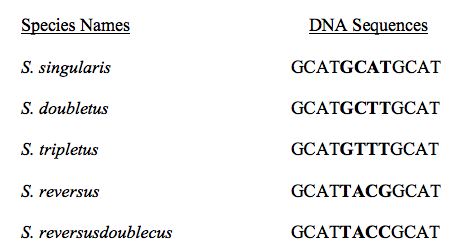 Species Names DNA Sequences
S. singularis GCATGCATGCAT
S. doubletus GCATGCTTGCAT
S. tripletus GCATGTTTGCAT
S. reversus GCATTACGGCAT
S. reversusdoublecus GCATTACCGCAT